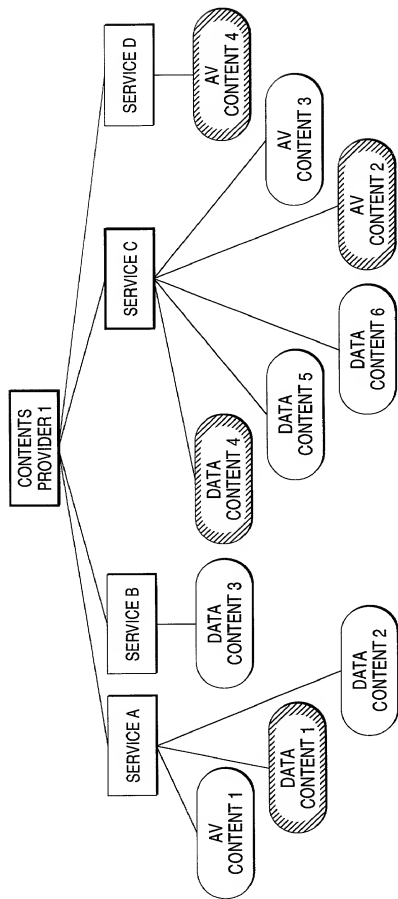 CONTENTS
PROVIDER 1
SERVICE A
SERVICE B
SERVICE C
SERVICE D
AV
CONTENT 1
DATA
CONTENT 1
DATA
CONTENT 2
DATA
CONTENT 3
DATA
CONTENT 4
DATA
CONTENT 5
DATA
CONTENT 6
AV
CONTENT 2
AV
CONTENT 3
AV
CONTENT 4